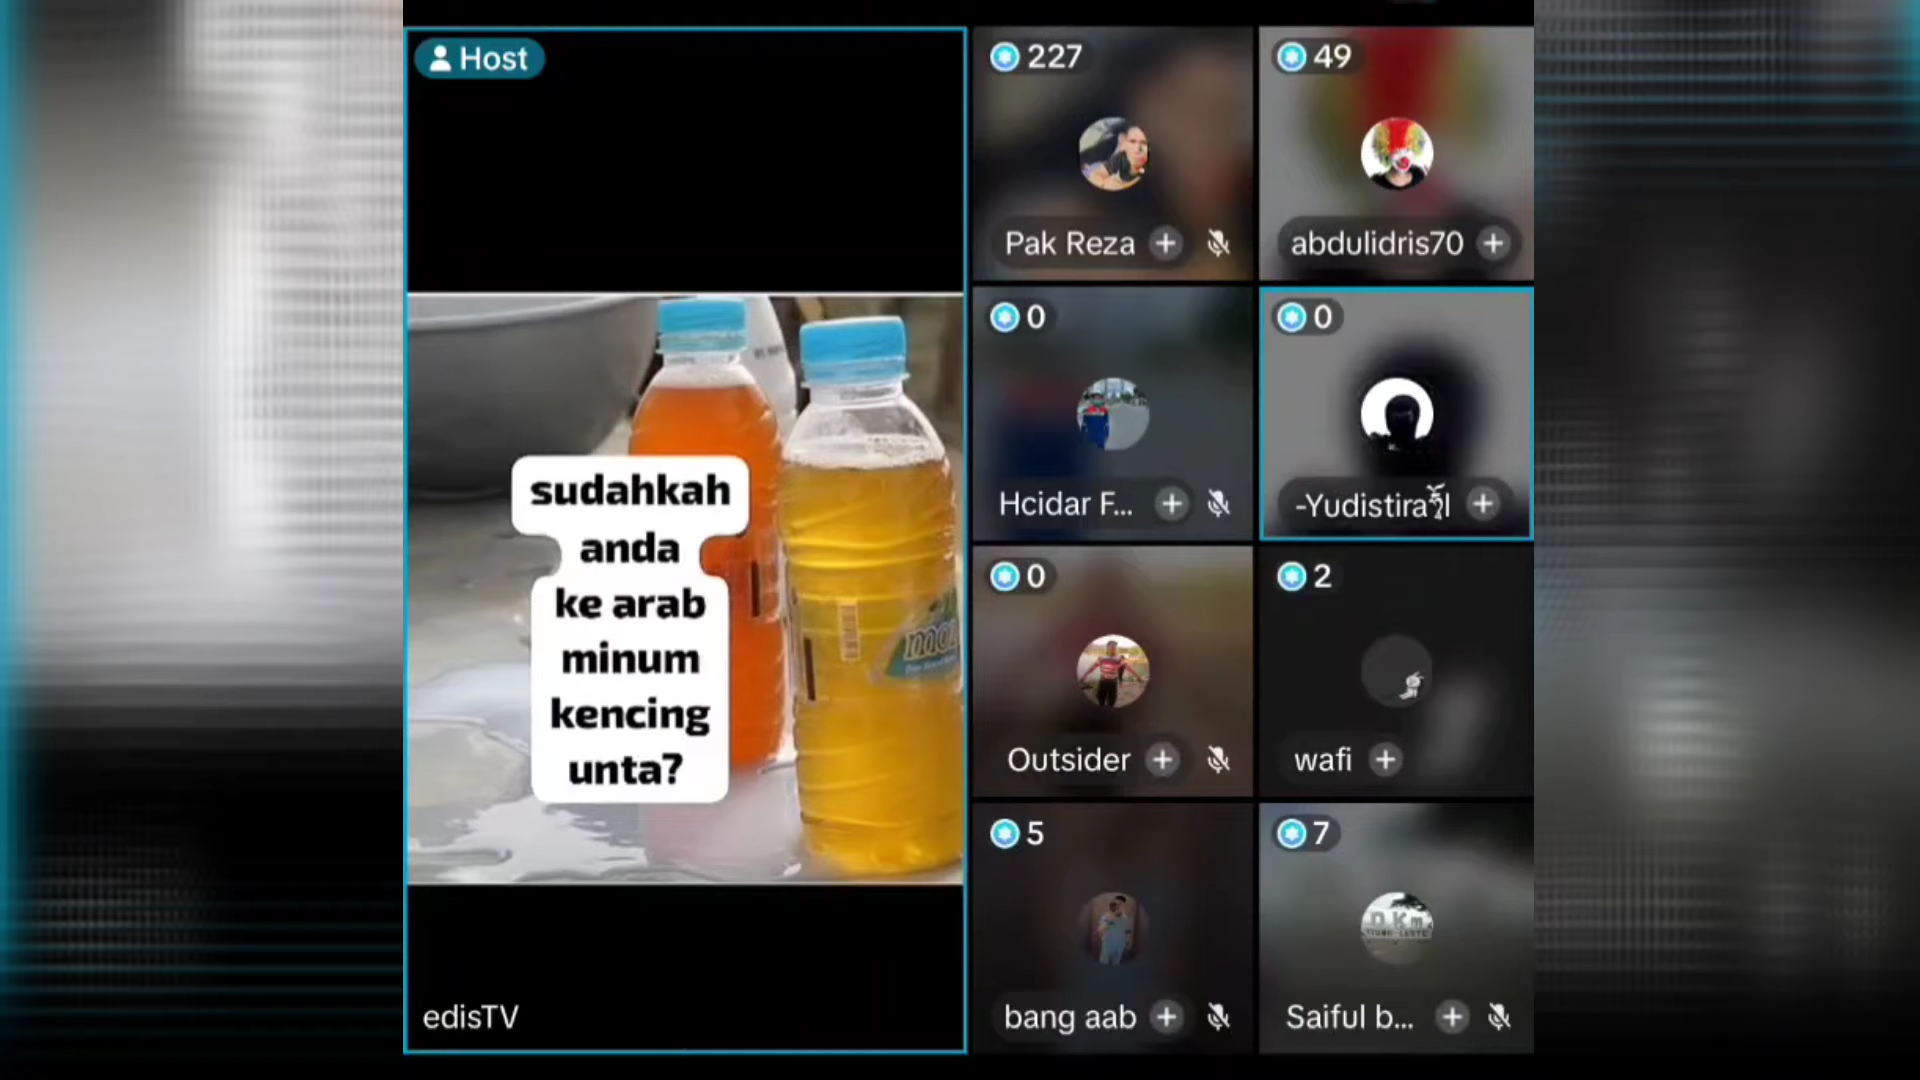 Host
sudahkah
anda
ke arab
minum
kencing
unta?
edisTV
227
Pak Reza
49
abdulidris70
0
Hcidar F...
0
-Yudistira
0
Outsider
2
wafi
5
bang aab
7
Saiful b...